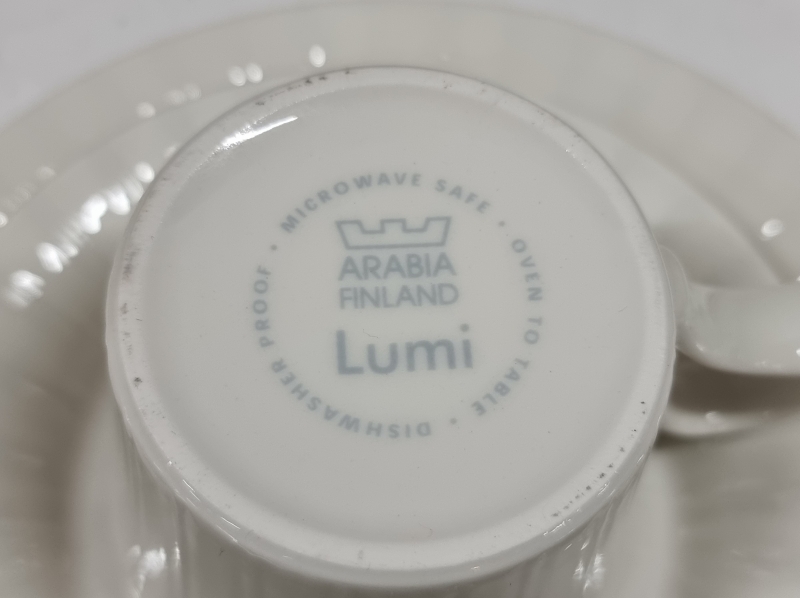 MICROWAVE SAFE • OVEN TO TABLE • DISHWASHER PROOF •
ARABIA
FINLAND
Lumi